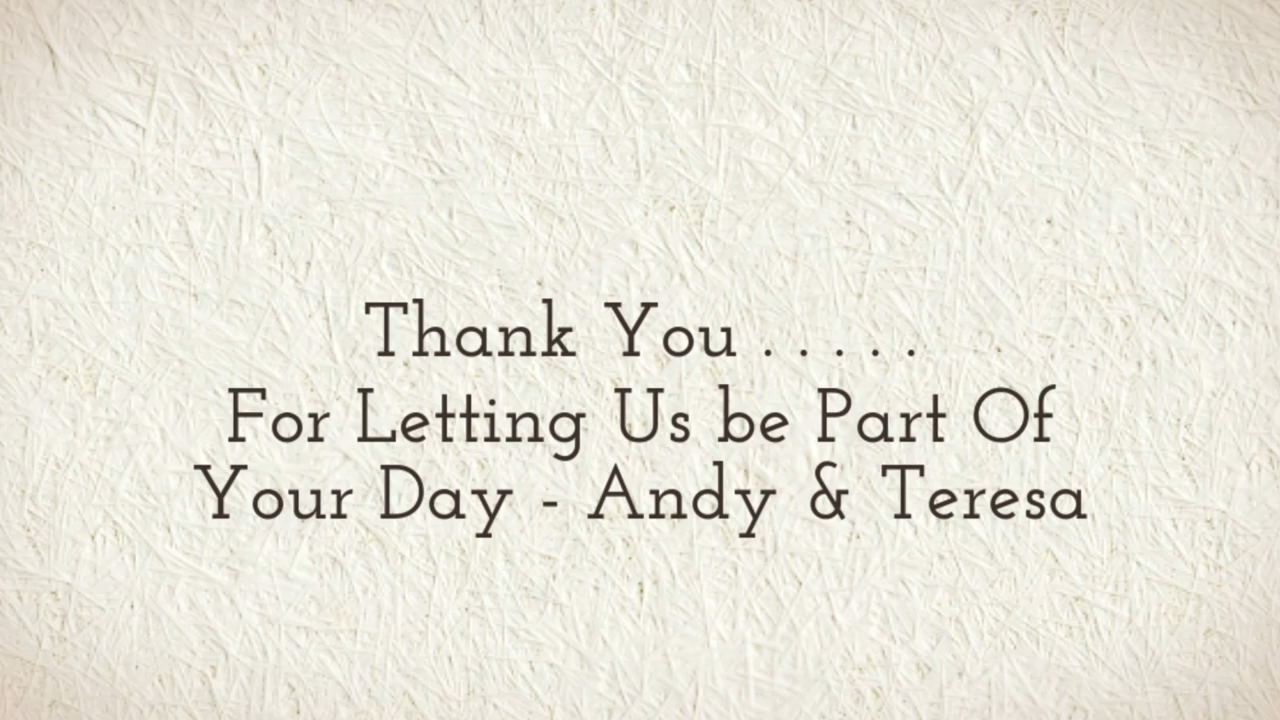 Thank You . . . . .
For Letting Us be Part Of
Your Day - Andy & Teresa